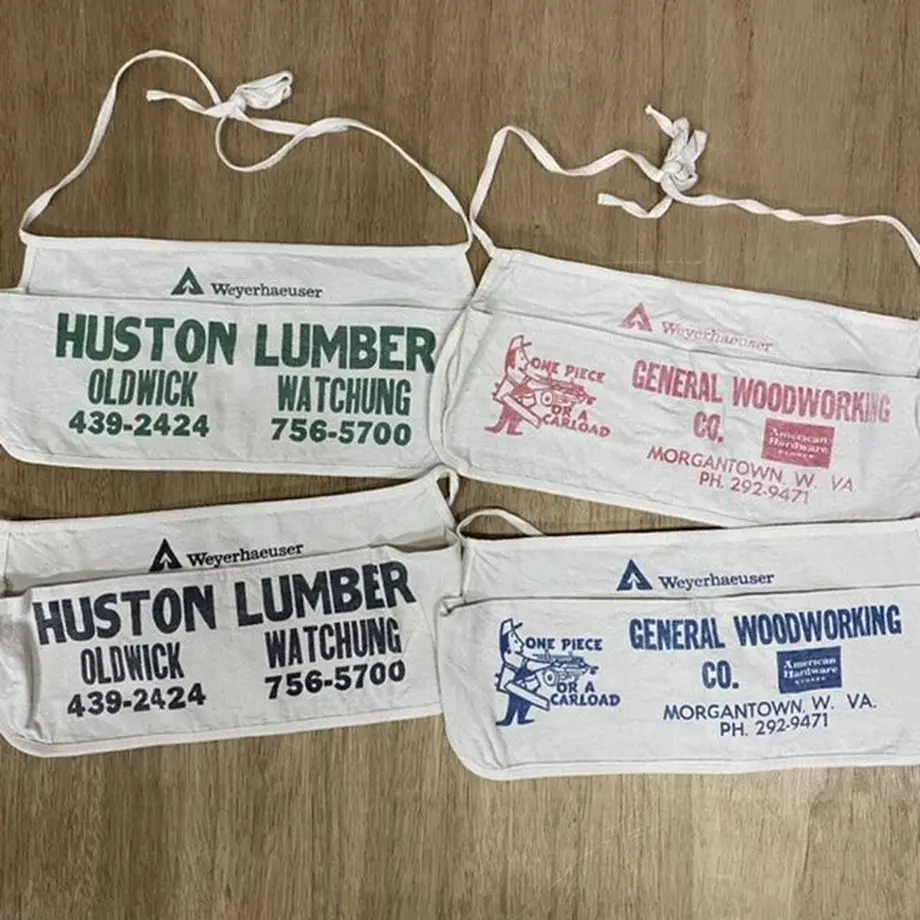 Weyerhaeuser
HUSTON LUMBER
OLDWICK WATCHUNG
439-2424 756-5700
Weyerhaeuser
ONE PIECE
OR A
CARLOAD
GENERAL WOODWORKING
CO.
American
Hardware
STORES
MORGANTOWN, W. VA
PH. 292-9471
Weyerhaeuser
HUSTON LUMBER
OLDWICK WATCHUNG
439-2424 756-5700
Weyerhaeuser
ONE PIECE
OR A
CARLOAD
GENERAL WOODWORKING
CO.
American
Hardware
STORES
MORGANTOWN, W. VA.
PH. 292-9471